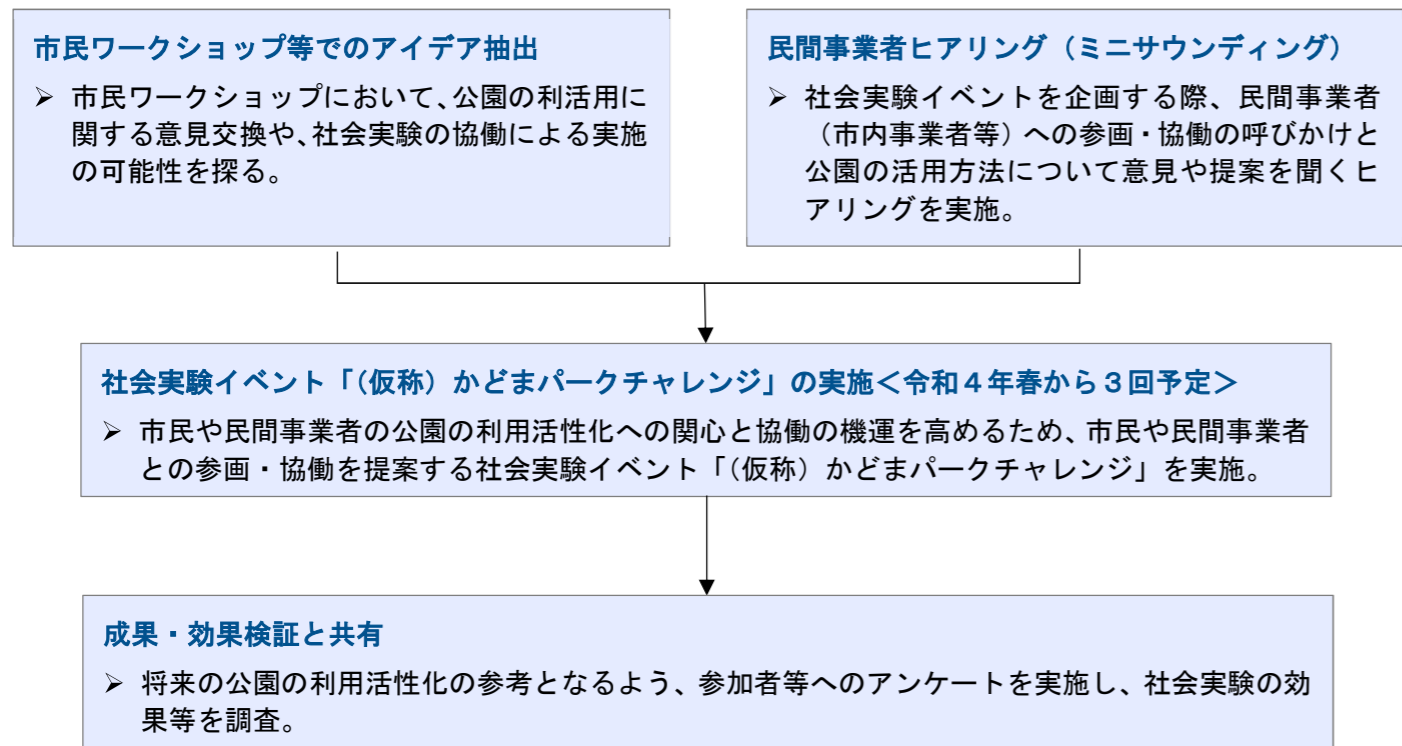 市民ワークショップ等でのアイデア抽出
➢ 市民ワークショップにおいて、公園の利活用に
関する意見交換や、社会実験の協働による実施
の可能性を探る。
民間事業者ヒアリング（ミニサウンディング）
➢ 社会実験イベントを企画する際、民間事業者
（市内事業者等）への参画・協働の呼びかけと
公園の活用方法について意見や提案を聞くヒ
アリングを実施。
社会実験イベント「（仮称）かどまパークチャレンジ」の実施＜令和４年春から３回予定＞
➢ 市民や民間事業者の公園の利用活性化への関心と協働の機運を高めるため、市民や民間事業者
との参画・協働を提案する社会実験イベント「（仮称）かどまパークチャレンジ」を実施。
成果・効果検証と共有
➢ 将来の公園の利用活性化の参考となるよう、参加者等へのアンケートを実施し、社会実験の効
果等を調査。